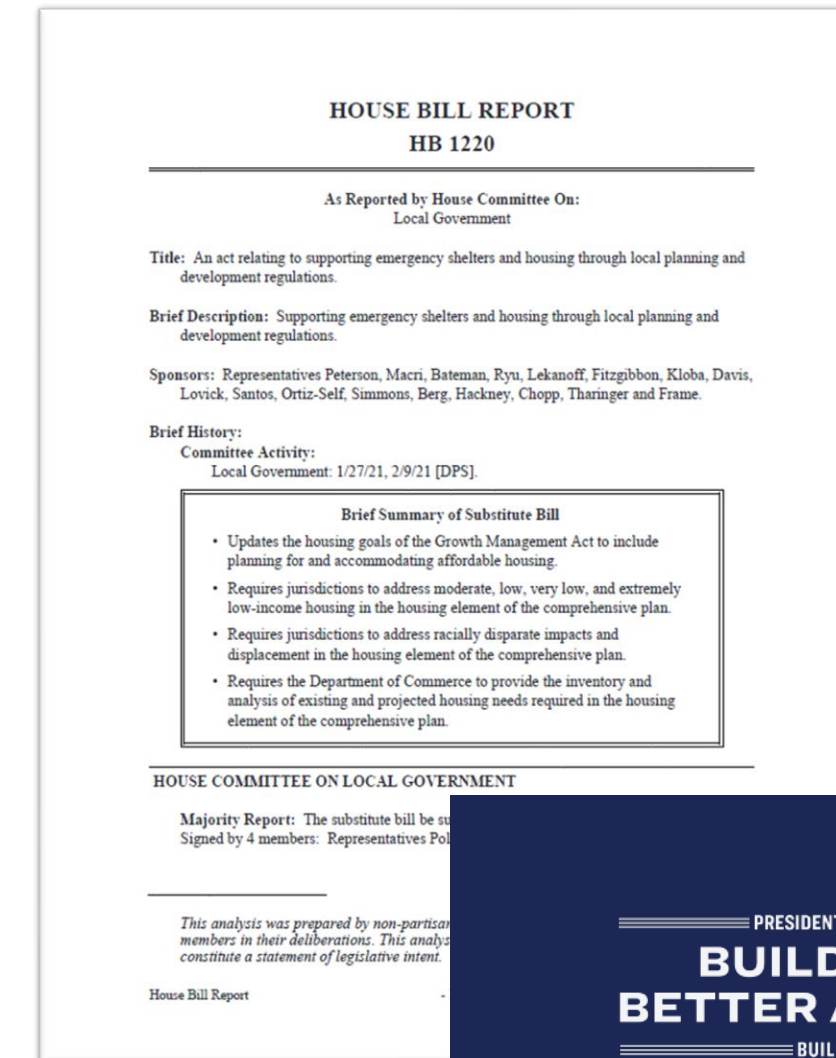 HOUSE BILL REPORT
HB 1220
As Reported by House Committee On:
Local Government
Title: An act relating to supporting emergency shelters and housing through local planning and
development regulations.
Brief Description: Supporting emergency shelters and housing through local planning and
development regulations.
Sponsors: Representatives Peterson, Macri, Bateman, Ryu, Lekanoff, Fitzgibbon, Kloba, Davis,
Lovick, Santos, Ortiz-Self, Simmons, Berg, Hackney, Chopp, Tharinger and Frame.
Brief History:
Committee Activity:
Local Government: 1/27/21, 2/9/21 [DPS].
Brief Summary of Substitute Bill
• Updates the housing goals of the Growth Management Act to include
planning for and accommodating affordable housing.
• Requires jurisdictions to address moderate, low, very low, and extremely
low-income housing in the housing element of the comprehensive plan.
• Requires jurisdictions to address racially disparate impacts and
displacement in the housing element of the comprehensive plan.
• Requires the Department of Commerce to provide the inventory and
analysis of existing and projected housing needs required in the housing
element of the comprehensive plan.
HOUSE COMMITTEE ON LOCAL GOVERNMENT
Majority Report: The substitute bill be
Signed by 4 members: Representatives
This analysis was prepared by
members in their deliberations. This
constitute a statement of legislative intent.
House Bill Report -
PRESIDEN
BUILD
BETTER
BUIL